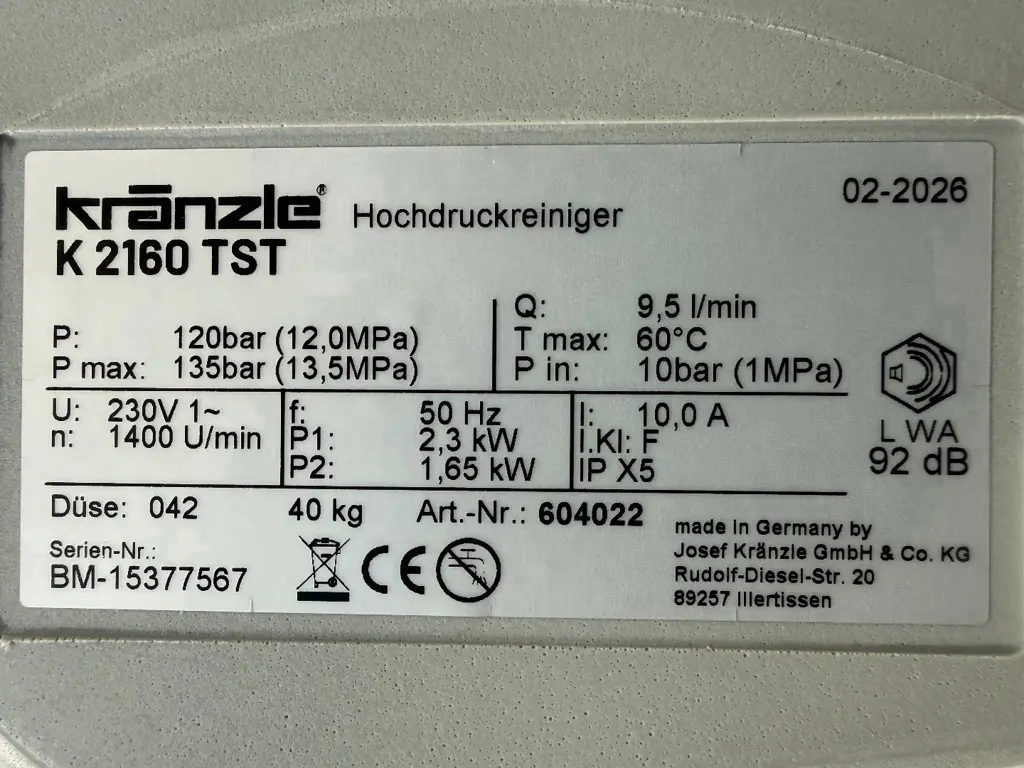 kränzle® Hochdruckreiniger 02-2026
K 2160 TST
P: 120bar (12,0MPa)
P max: 135bar (13,5MPa)
Q: 9,5 l/min
T max: 60°C
P in: 10bar (1MPa)
U: 230V 1~
n: 1400 U/min
f: 50 Hz
P1: 2,3 kW
P2: 1,65 kW
I: 10,0 A
I.Kl: F
IP X5
L WA
92 dB
Düse: 042 40 kg Art.-Nr.: 604022
Serien-Nr.:
BM-15377567
CE
made in Germany by
Josef Kränzle GmbH & Co. KG
Rudolf-Diesel-Str. 20
89257 Illertissen